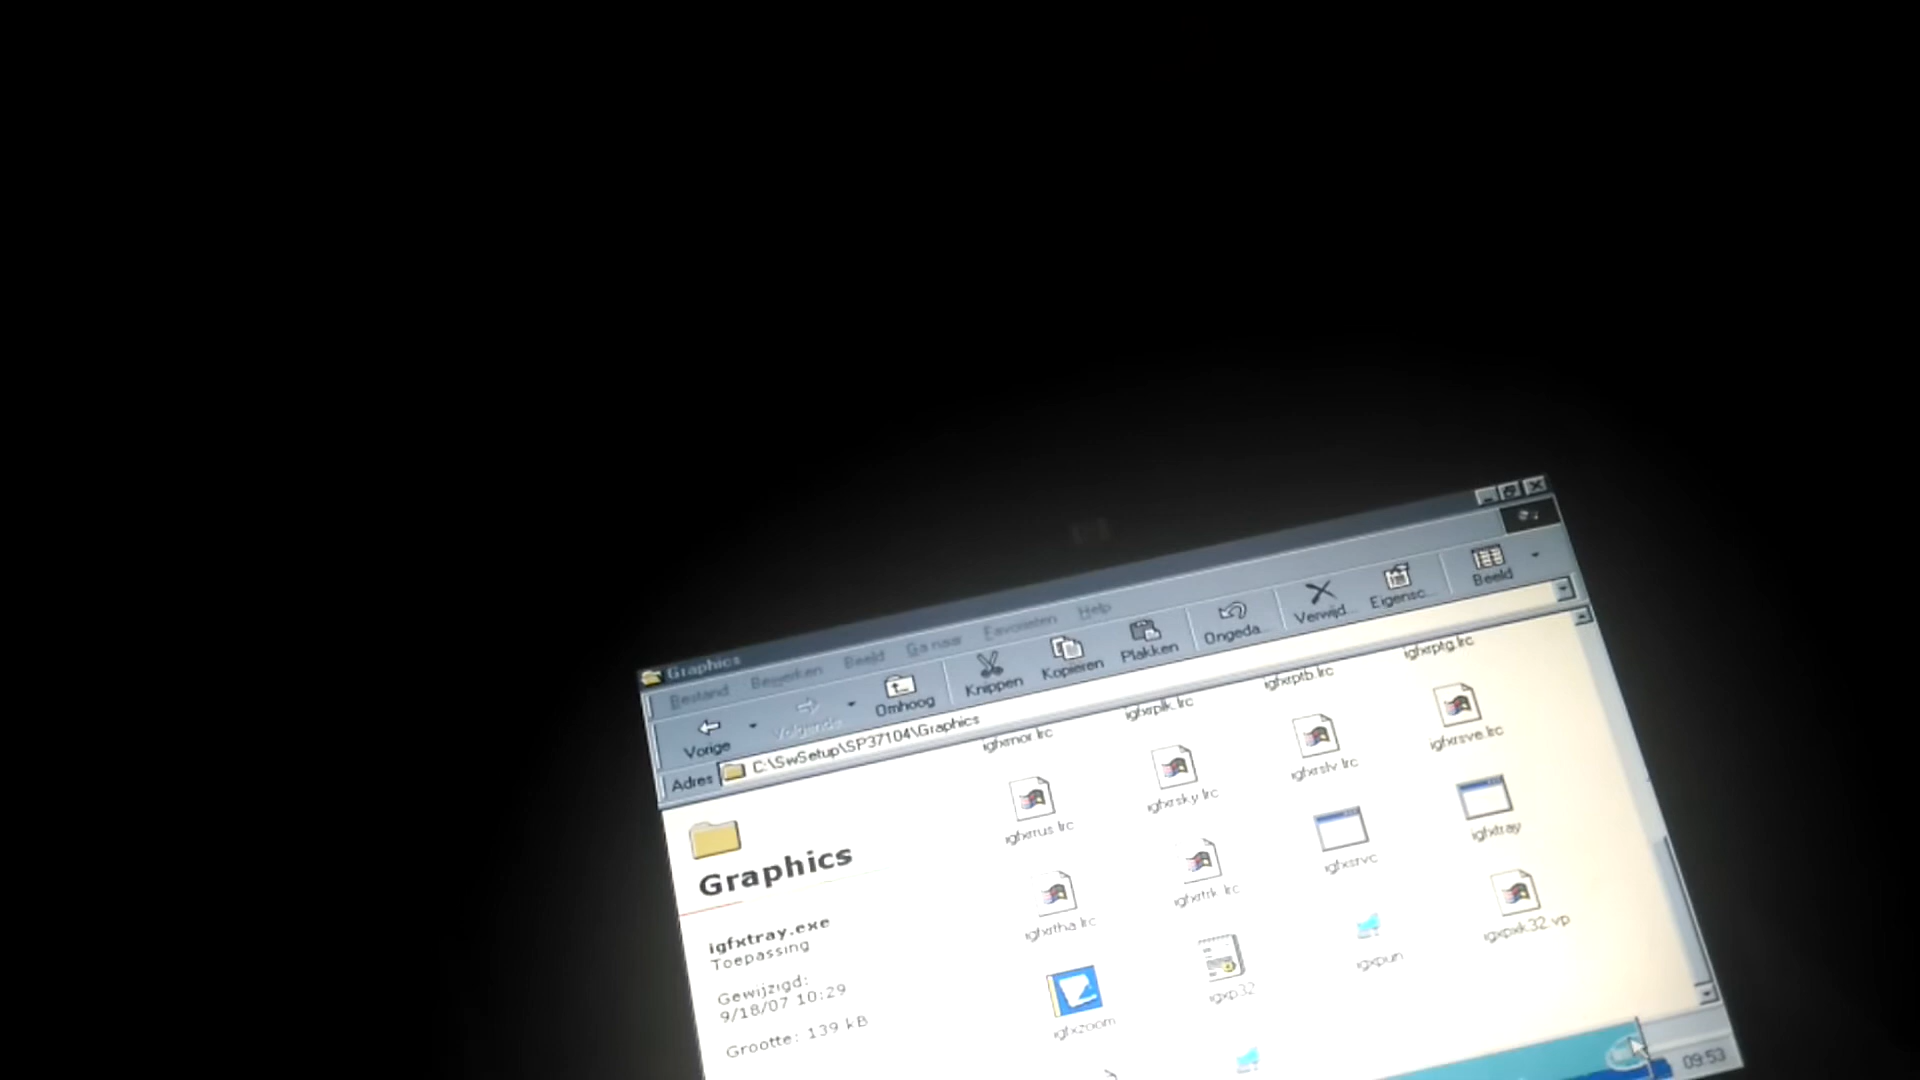 Graphics
Bestand Bewerken Beeld Ga naar Favorieten Help
Vorige Volgende Omhoog Knippen Kopiëren Plakken Ongeda... Verwijd... Eigensc... Beeld
Adres C:\SwSetup\SP37104\Graphics
igfxrnor.lrc igfxrplk.lrc igfxrptb.lrc igfxrptg.lrc
igfxrrus.lrc igfxrsky.lrc igfxrslv.lrc igfxrsve.lrc
igfxrtha.lrc igfxrtrk.lrc igfxsrvc igfxtray
igfxzoom igxp32 igxpun igxpxk32.vp
Graphics
igfxtray.exe
Toepassing
Gewijzigd:
9/18/07 10:29
Grootte: 139 kB
09:53